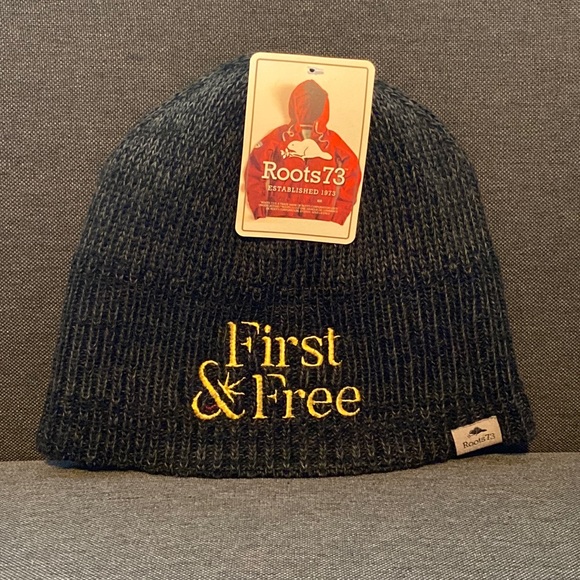 Roots73
ESTABLISHED 1973
First
& Free
Roots73